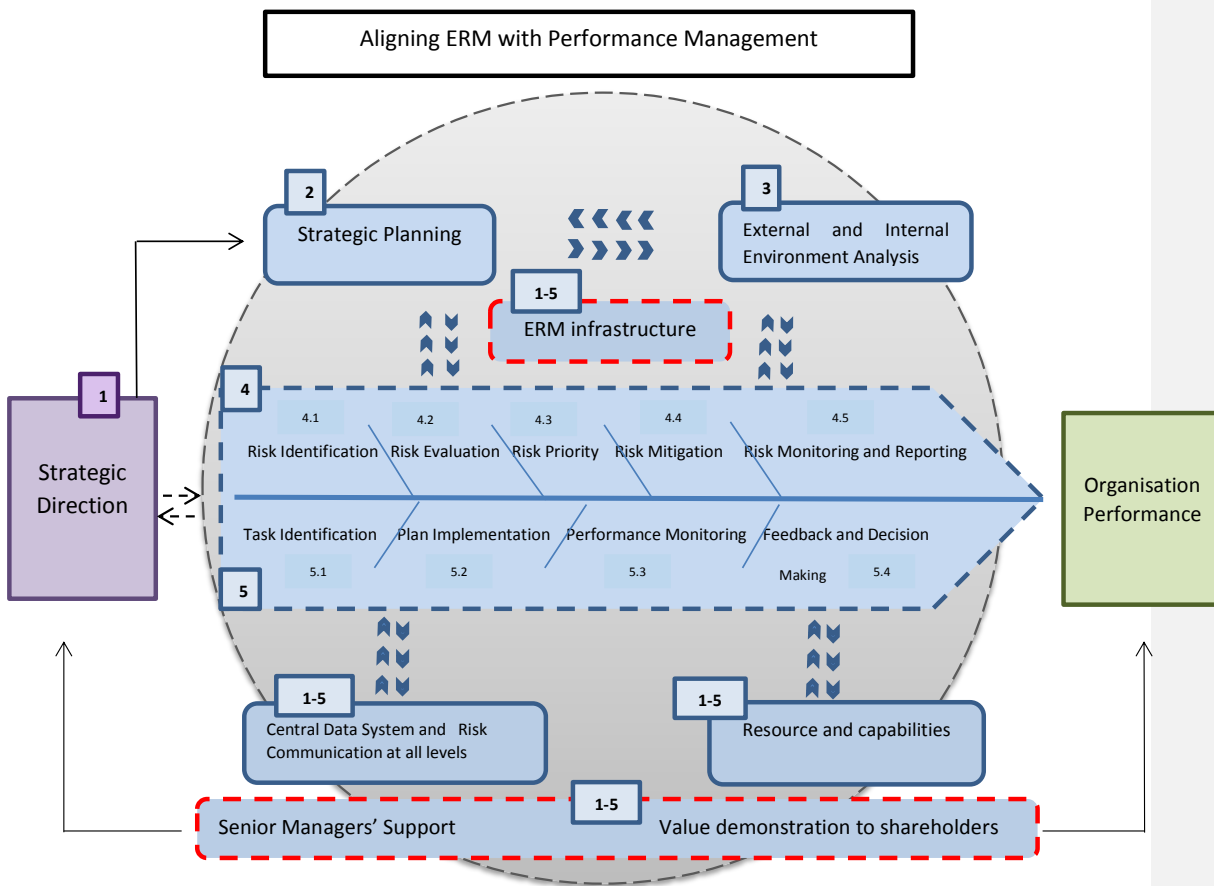 Aligning ERM with Performance Management
2
3
Strategic Planning
External and Internal
Environment Analysis
1-5
ERM infrastructure
1
Strategic
Direction
4
4.1 4.2 4.3 4.4 4.5
Risk Identification Risk Evaluation Risk Priority Risk Mitigation Risk Monitoring and Reporting
Task Identification Plan Implementation Performance Monitoring Feedback and Decision
5.1 5.2 5.3 Making 5.4
5
Organisation
Performance
1-5
Central Data System and Risk
Communication at all levels
1-5
Resource and capabilities
1-5
Senior Managers’ Support Value demonstration to shareholders